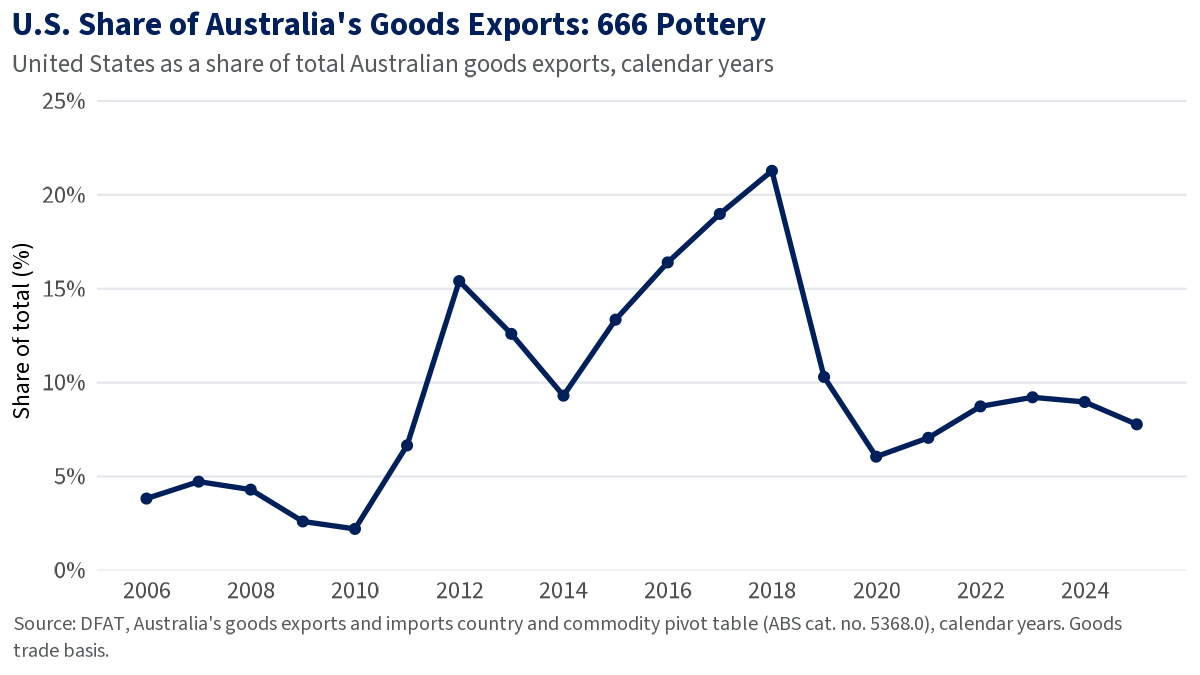 U.S. Share of Australia's Goods Exports: 666 Pottery
United States as a share of total Australian goods exports, calendar years
25%
20%
15%
10%
5%
0%
Share of total (%)
2006 2008 2010 2012 2014 2016 2018 2020 2022 2024
Source: DFAT, Australia's goods exports and imports country and commodity pivot table (ABS cat. no. 5368.0), calendar years. Goods
trade basis.